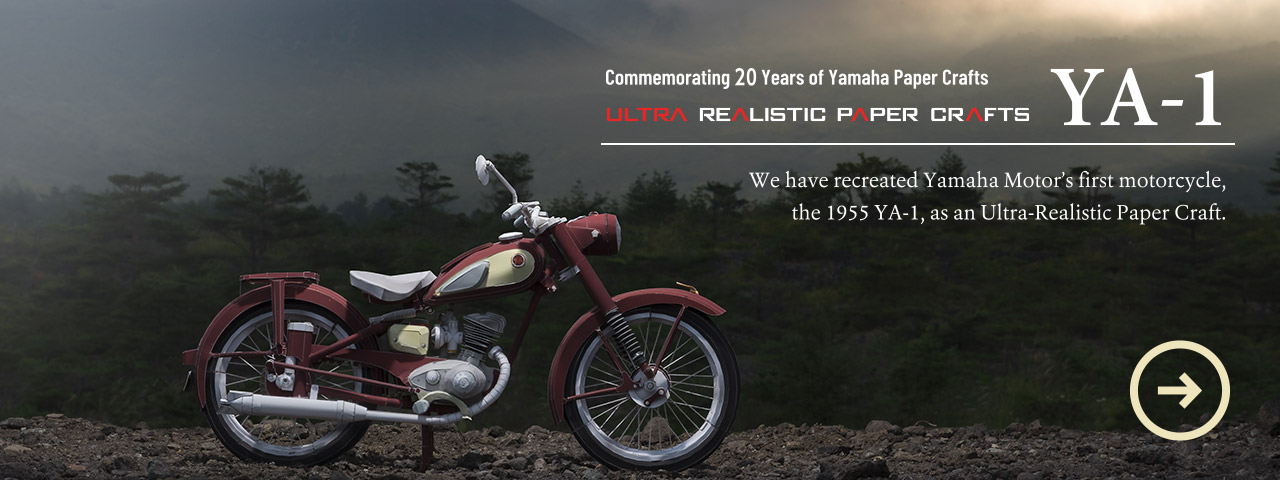 Commemorating 20 Years of Yamaha Paper Crafts
ULTRA REALISTIC PAPER CRAFTS
YA-1
We have recreated Yamaha Motor’s first motorcycle,
the 1955 YA-1, as an Ultra-Realistic Paper Craft.